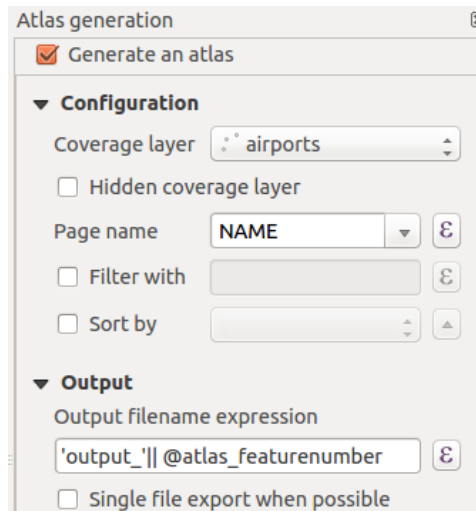 Atlas generation
Generate an atlas
Configuration
Coverage layer airports
Hidden coverage layer
Page name NAME ε
Filter with ε
Sort by
Output
Output filename expression
'output_'|| @atlas_featurenumber ε
Single file export when possible